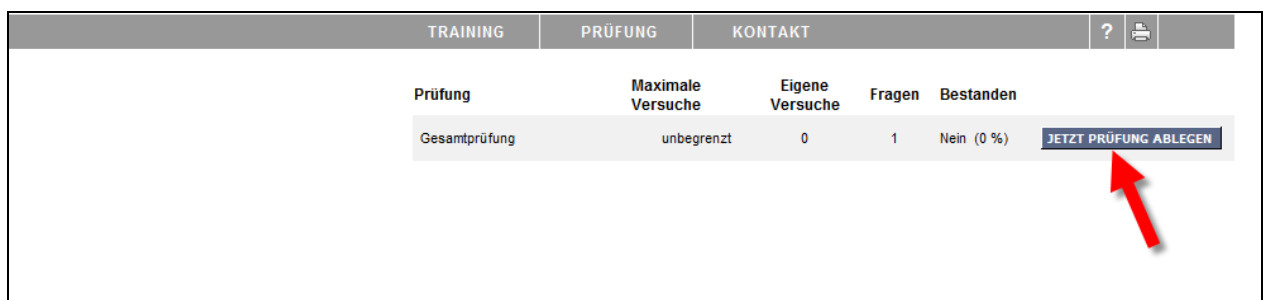 TRAINING PRÜFUNG KONTAKT ?
Prüfung Maximale Versuche Eigene Versuche Fragen Bestanden
Gesamtprüfung unbegrenzt 0 1 Nein (0 %) JETZT PRÜFUNG ABLEGEN